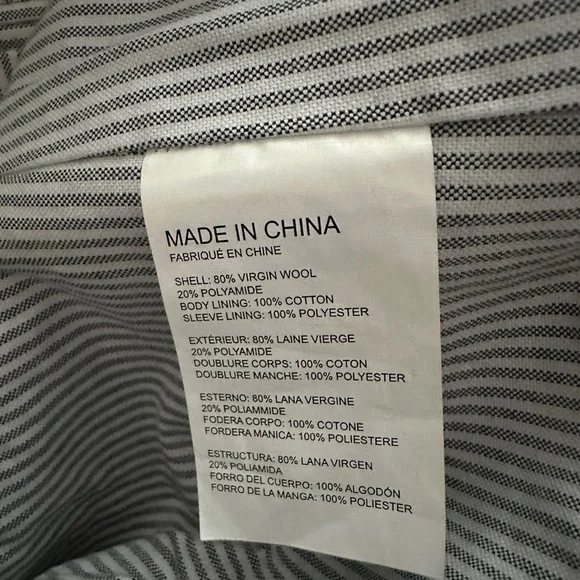 MADE IN CHINA
FABRIQUÉ EN CHINE
SHELL: 80% VIRGIN WOOL
20% POLYAMIDE
BODY LINING: 100% COTTON
SLEEVE LINING: 100% POLYESTER
EXTÉRIEUR: 80% LAINE VIERGE
20% POLYAMIDE
DOUBLURE CORPS: 100% COTON
DOUBLURE MANCHE: 100% POLYESTER
ESTERNO: 80% LANA VERGINE
20% POLIAMMIDE
FODERA CORPO: 100% COTONE
FORDERA MANICA: 100% POLIESTERE
ESTRUCTURA: 80% LANA VIRGEN
20% POLIAMIDA
FORRO DEL CUERPO: 100% ALGODÓN
FORRO DE LA MANGA: 100% POLIESTER